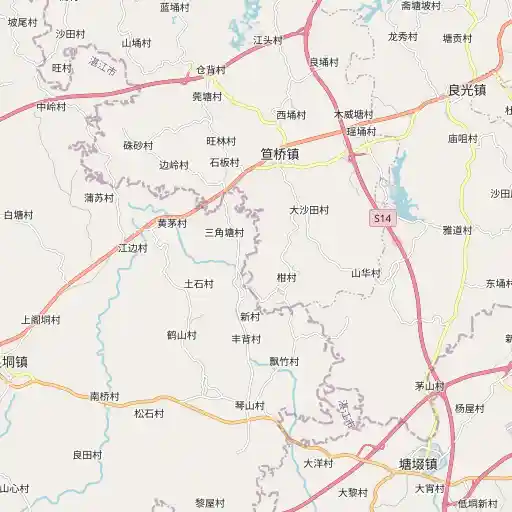 蓝埇村
斋塘坡村
坡尾村
沙田村
龙秀村
塘贡村
山埇村
江头村
湛江市
旺村
仓背村
良埇村
中岭村
莞塘村
良光镇
西埇村
木威塘村
瑶埇村
硃砂村
旺林村
庙咀村
笪桥镇
边岭村
石板村
蒲苏村
沙田
白塘村
大沙田村
S14
黄茅村
三角塘村
雅道村
江边村
山华村
柑村
土石村
东埇村
新村
上阁垌村
鹤山村
丰背村
新
垌镇
飘竹村
茅山村
南桥村
琴山村
松石村
湛江市
杨屋村
良田村
大洋村
塘㙍镇
山心村
大黎村
大宵村
黎屋村
低垌新村